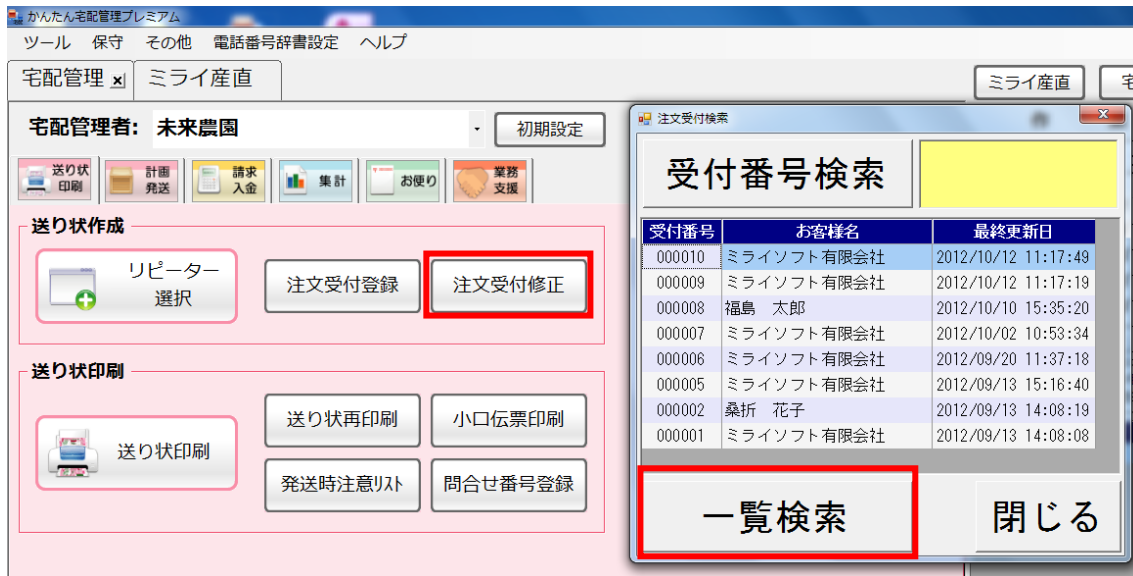 かんたん宅配管理プレミアム
ツール 保守 その他 電話番号辞書設定 ヘルプ
宅配管理 x ミライ産直
ミライ産直
宅配管理者: 未来農園
初期設定
送り状
印刷
計画
発送
請求
入金
集計
お便り
業務
支援
送り状作成
リピーター
選択
注文受付登録
注文受付修正
送り状印刷
送り状印刷
送り状再印刷
小口伝票印刷
発送時注意リスト
問合せ番号登録
注文受付検索
受付番号検索
受付番号 お客様名 最終更新日
000010 ミライソフト有限会社 2012/10/12 11:17:49
000009 ミライソフト有限会社 2012/10/12 11:17:19
000008 福島 太郎 2012/10/10 15:35:20
000007 ミライソフト有限会社 2012/10/02 10:53:34
000006 ミライソフト有限会社 2012/09/20 11:37:18
000005 ミライソフト有限会社 2012/09/13 15:16:40
000002 桑折 花子 2012/09/13 14:08:19
000001 ミライソフト有限会社 2012/09/13 14:08:08
一覧検索
閉じる